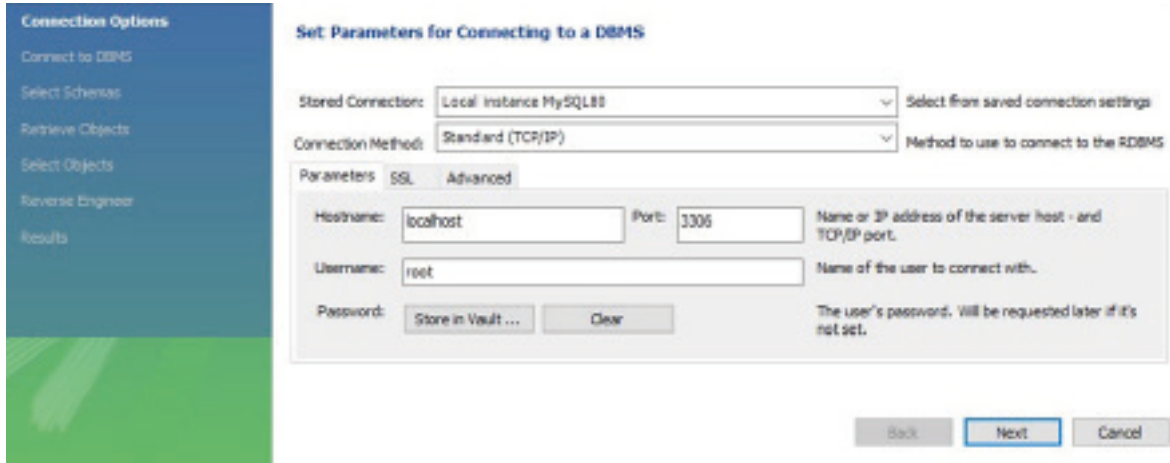 Connection Options
Connect to DBMS
Select Schemas
Retrieve Objects
Select Objects
Reverse Engineer
Results
Set Parameters for Connecting to a DBMS
Stored Connection: Local instance MySQL80 Select from saved connection settings
Connection Method: Standard (TCP/IP) Method to use to connect to the RDBMS
Parameters SSL Advanced
Hostname: localhost Port: 3306 Name or IP address of the server host - and
TCP/IP port.
Username: root Name of the user to connect with.
Password: Store in Vault ... Clear The user's password. Will be requested later if it's
not set.
Back Next Cancel